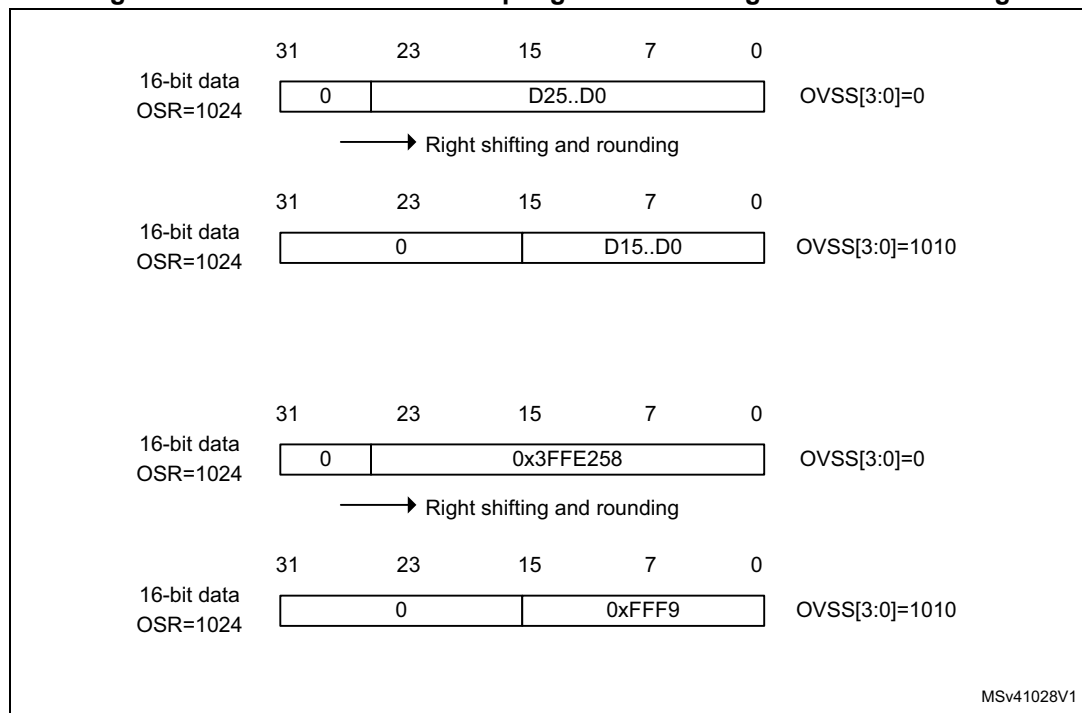 31 23 15 7 0
16-bit data
OSR=1024
0 D25..D0 OVSS[3:0]=0
Right shifting and rounding
31 23 15 7 0
16-bit data
OSR=1024
0 D15..D0 OVSS[3:0]=1010
31 23 15 7 0
16-bit data
OSR=1024
0 0x3FFE258 OVSS[3:0]=0
Right shifting and rounding
31 23 15 7 0
16-bit data
OSR=1024
0 0xFFF9 OVSS[3:0]=1010
MSv41028V1